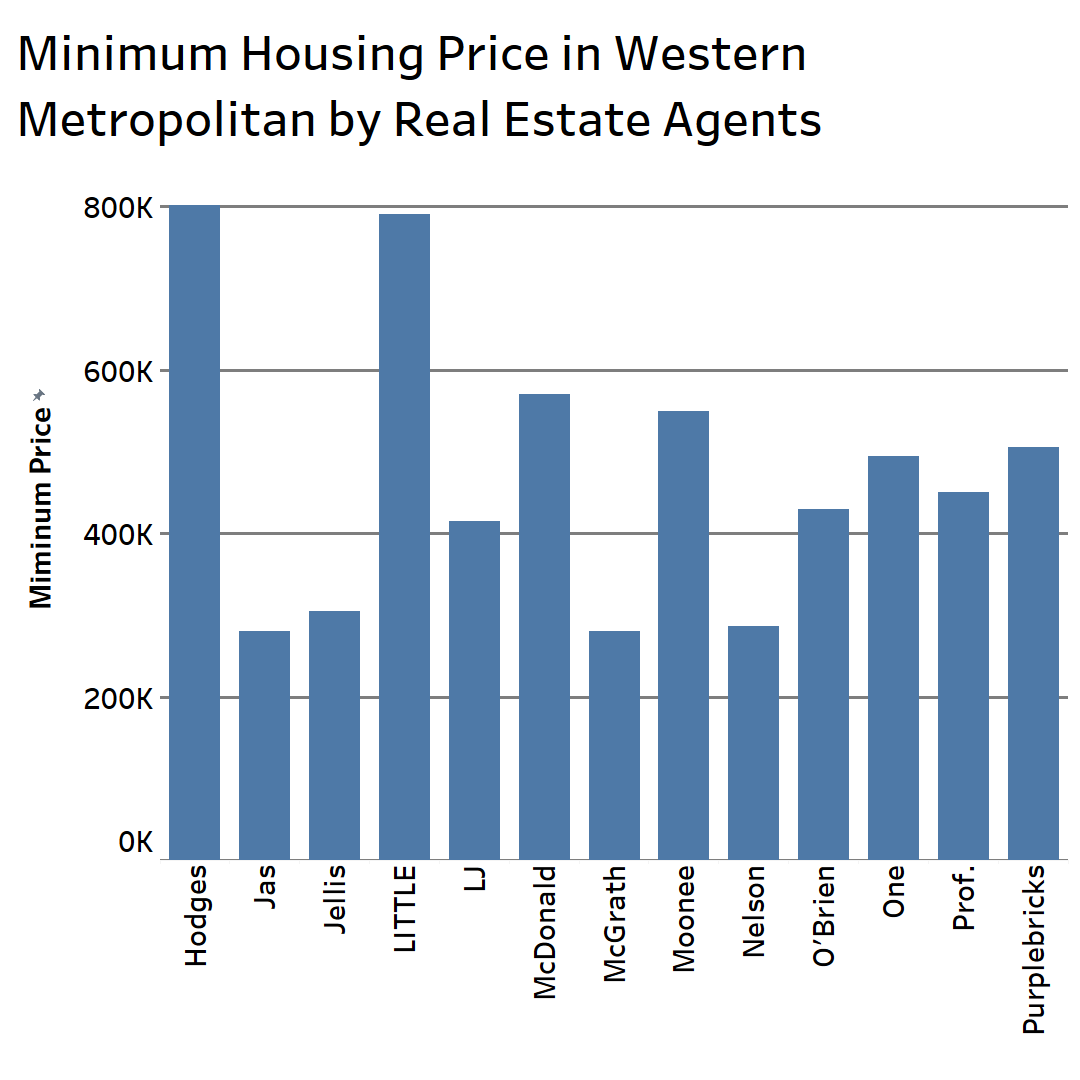 Minimum Housing Price in Western
Metropolitan by Real Estate Agents
800K
600K
400K
200K
0K
Miminum Price
Hodges
Jas
Jellis
LITTLE
LJ
McDonald
McGrath
Moonee
Nelson
O’Brien
One
Prof.
Purplebricks